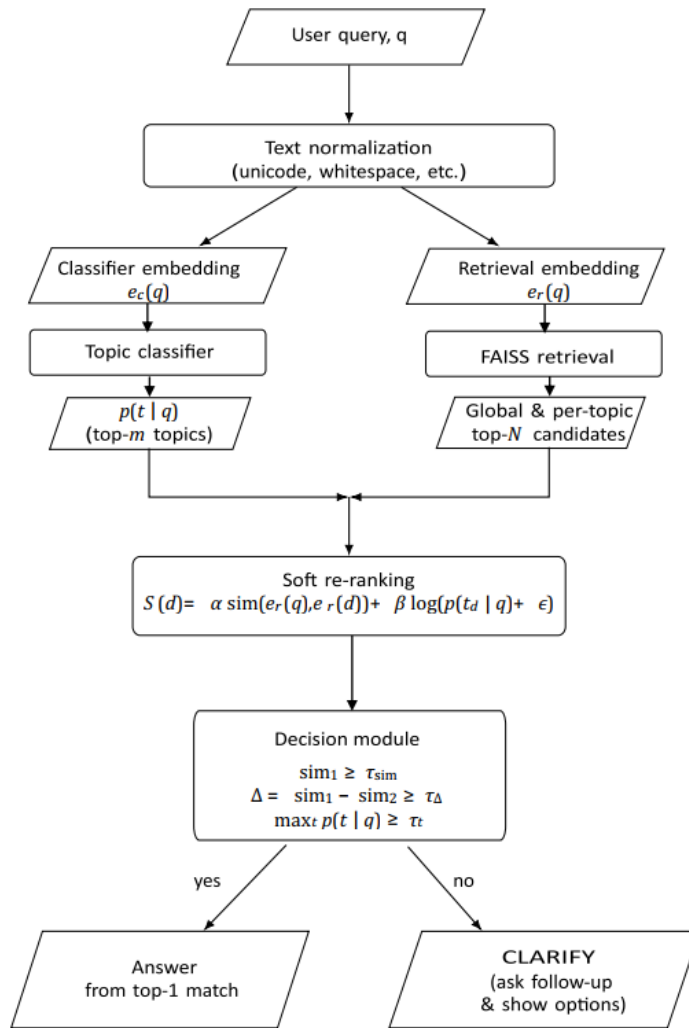 User query, q
Text normalization
(unicode, whitespace, etc.)
Classifier embedding
e_c(q)
Retrieval embedding
e_r(q)
Topic classifier
FAISS retrieval
p(t | q)
(top-m topics)
Global & per-topic
top-N candidates
Soft re-ranking
S(d)= α sim(e_r(q),e_r(d))+ β log(p(t_d | q)+ ϵ)
Decision module
sim₁ ≥ τ_sim
Δ = sim₁ − sim₂ ≥ τ_Δ
max_t p(t | q) ≥ τ_t
yes
no
Answer
from top-1 match
CLARIFY
(ask follow-up
& show options)